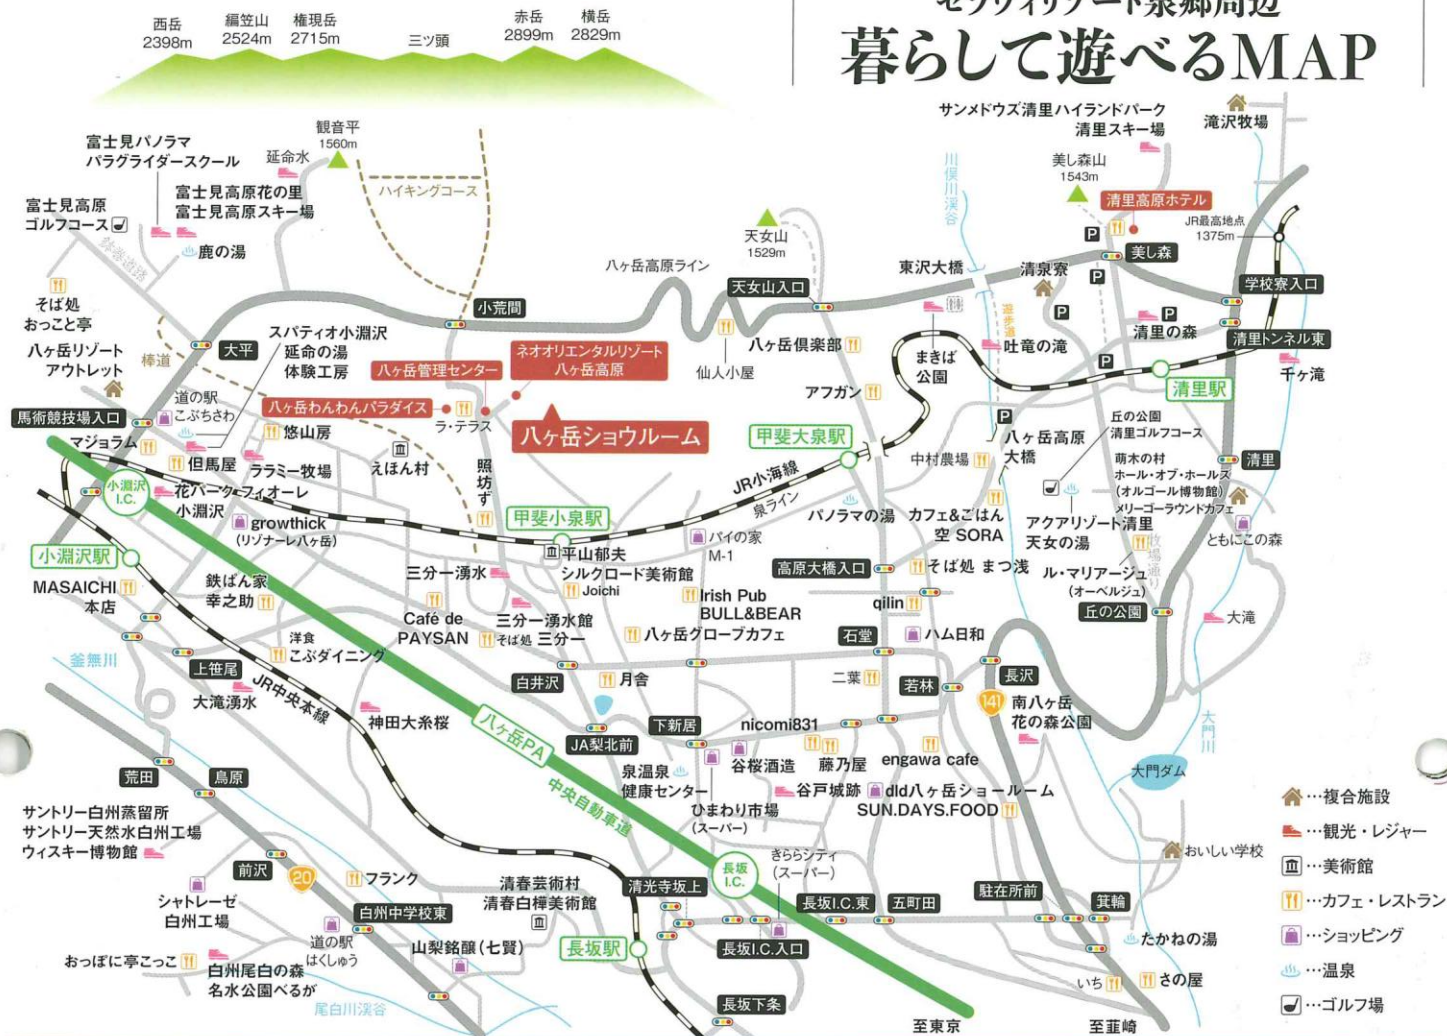 セラヴィリゾート泉郷周辺
暮らして遊べるMAP
西岳
2398m
編笠山
2524m
権現岳
2715m
三ツ頭
赤岳
2899m
横岳
2829m
観音平
1560m
延命水
富士見パノラマ
パラグライダースクール
富士見高原花の里
富士見高原スキー場
富士見高原
ゴルフコース
鉢巻道路
鹿の湯
ハイキングコース
そば処
おっこと亭
八ヶ岳リゾート
アウトレット
棒道
大平
小荒間
八ヶ岳高原ライン
天女山
1529m
天女山入口
仙人小屋
八ヶ岳倶楽部
アフガン
東沢大橋
川俣川渓谷
サンメドウズ清里ハイランドパーク
清里スキー場
滝沢牧場
美し森山
1543m
清里高原ホテル
JR最高地点
1375m
P
美し森
清泉寮
P
P
P
P
P
学校寮入口
清里の森
清里トンネル東
千ヶ滝
まきば
公園
遊歩道
吐竜の滝
清里駅
スパティオ小淵沢
延命の湯
体験工房
八ヶ岳管理センター
ネオオリエンタルリゾート
八ヶ岳高原
八ヶ岳わんわんパラダイス
ラ・テラス
八ヶ岳ショウルーム
馬術競技場入口
道の駅
こぶちさわ
マジョラム
但馬屋
悠山房
ララミー牧場
えほん村
照坊ず
小淵沢
I.C.
花パーク フィオーレ
小淵沢
growthick
(リゾナーレ八ヶ岳)
甲斐小泉駅
JR小海線
泉ライン
甲斐大泉駅
パノラマの湯
中村農場
八ヶ岳高原
大橋
丘の公園
清里ゴルフコース
萌木の村
ホール・オブ・ホールズ
(オルゴール博物館)
メリーゴーラウンドカフェ
清里
アクアリゾート清里
天女の湯
ともにこの森
カフェ&ごはん
空 SORA
牧場通り
ル・マリアージュ
(オーベルジュ)
大滝
丘の公園
小淵沢駅
MASAICHI
本店
鉄ぱん家
幸之助
三分一湧水
平山郁夫
シルクロード美術館
Joichi
パイの家
M-1
高原大橋入口
そば処 まつ浅
Café de
PAYSAN
三分一湧水館
そば処 三分一
Irish Pub
BULL&BEAR
八ヶ岳グローブカフェ
qilin
石堂
ハム日和
洋食
こぶダイニング
釜無川
上笹尾
大滝湧水
JR中央本線
神田大糸桜
白井沢
月舎
二葉
若林
長沢
141
南八ヶ岳
花の森公園
大門川
大門ダム
八ヶ岳PA
JA梨北前
下新居
nicomi831
谷桜酒造
藤乃屋
engawa cafe
泉温泉
健康センター
谷戸城跡
dld八ヶ岳ショールーム
SUN.DAYS.FOOD
ひまわり市場
(スーパー)
中央自動車道
荒田
鳥原
サントリー白州蒸留所
サントリー天然水白州工場
ウィスキー博物館
前沢
20
フランク
シャトレーゼ
白州工場
白州中学校東
道の駅
はくしゅう
清春芸術村
清春白樺美術館
清光寺坂上
長坂
I.C.
きららシティ
(スーパー)
長坂I.C.東
五町田
駐在所前
箕輪
おいしい学校
長坂I.C.入口
長坂駅
山梨銘醸(七賢)
おっぽに亭こっこ
白州尾白の森
名水公園べるが
尾白川渓谷
長坂下条
たかねの湯
いち
さの屋
至東京
至韮崎
…複合施設
…観光・レジャー
…美術館
…カフェ・レストラン
…ショッピング
…温泉
…ゴルフ場